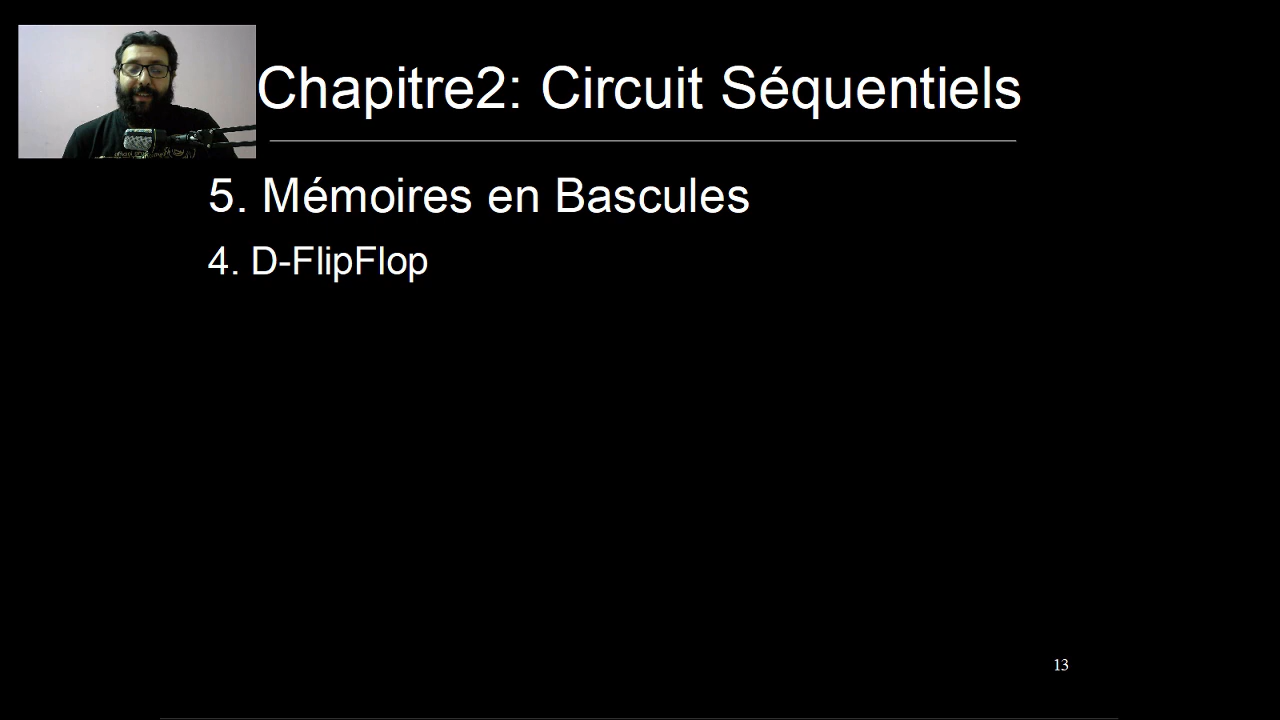 Chapitre2: Circuit Séquentiels
5. Mémoires en Bascules
4. D-FlipFlop
13